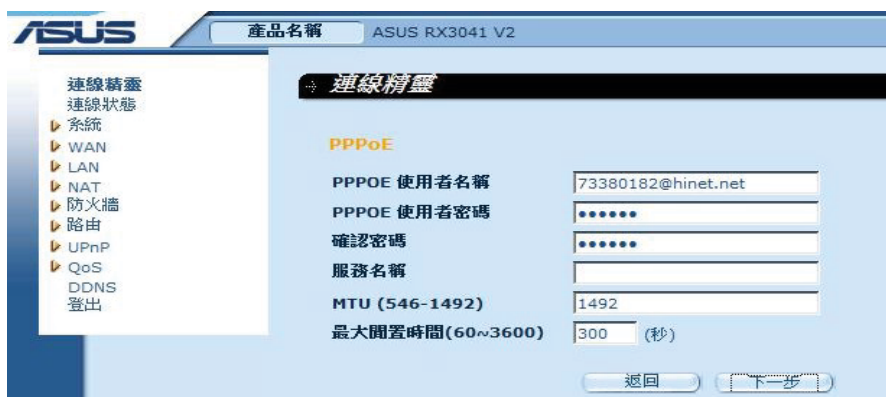 ASUS
產品名稱 ASUS RX3041 V2
連線精靈
連線狀態
系統
WAN
LAN
NAT
防火牆
路由
UPnP
QoS
DDNS
登出
連線精靈
PPPoE
PPPOE 使用者名稱 73380182@hinet.net
PPPOE 使用者密碼 ••••••
確認密碼 ••••••
服務名稱
MTU (546-1492) 1492
最大閒置時間(60~3600) 300 (秒)
返回 下一步